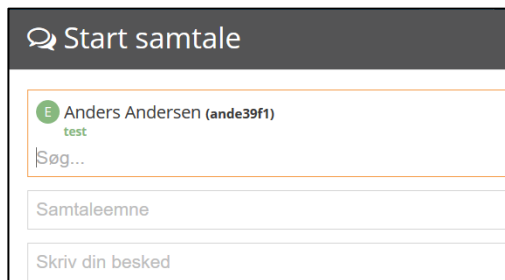 Start samtale
E Anders Andersen (ande39f1)
test
Søg...
Samtaleemne
Skriv din besked